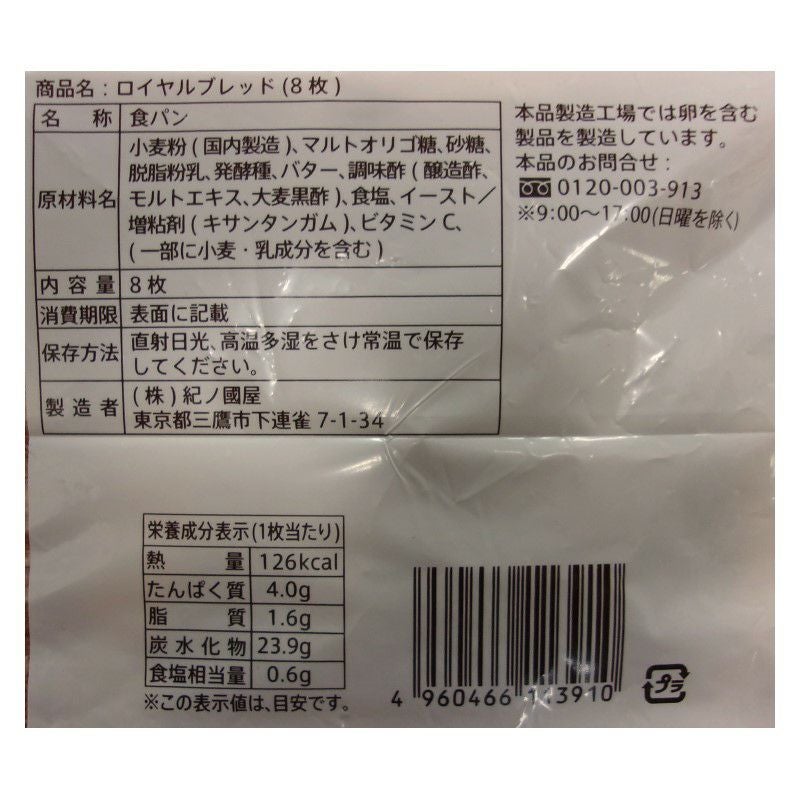 商品名：ロイヤルブレッド(8枚)
名 称 食パン
原材料名 小麦粉(国内製造)、マルトオリゴ糖、砂糖、
脱脂粉乳、発酵種、バター、調味酢(醸造酢、
モルトエキス、大麦黒酢)、食塩、イースト／
増粘剤(キサンタンガム)、ビタミンC、
(一部に小麦・乳成分を含む)
内容量 8枚
消費期限 表面に記載
保存方法 直射日光、高温多湿をさけ常温で保存
してください。
製造者 (株)紀ノ國屋
東京都三鷹市下連雀 7-1-34
本品製造工場では卵を含む
製品を製造しています。
本品のお問合せ：
0120-003-913
※9:00〜17:00(日曜を除く)
栄養成分表示(1枚当たり)
熱量 126kcal
たんぱく質 4.0g
脂質 1.6g
炭水化物 23.9g
食塩相当量 0.6g
※この表示値は、目安です。
4 960466 113910
プラ